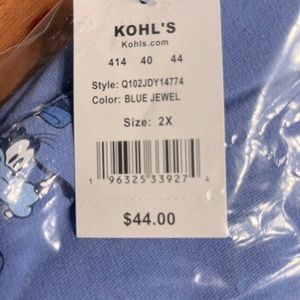 KOHL'S
Kohls.com
414 40 44
Style: Q102JDY14774
Color: BLUE JEWEL
Size: 2X
1 96325 33927 4
$44.00